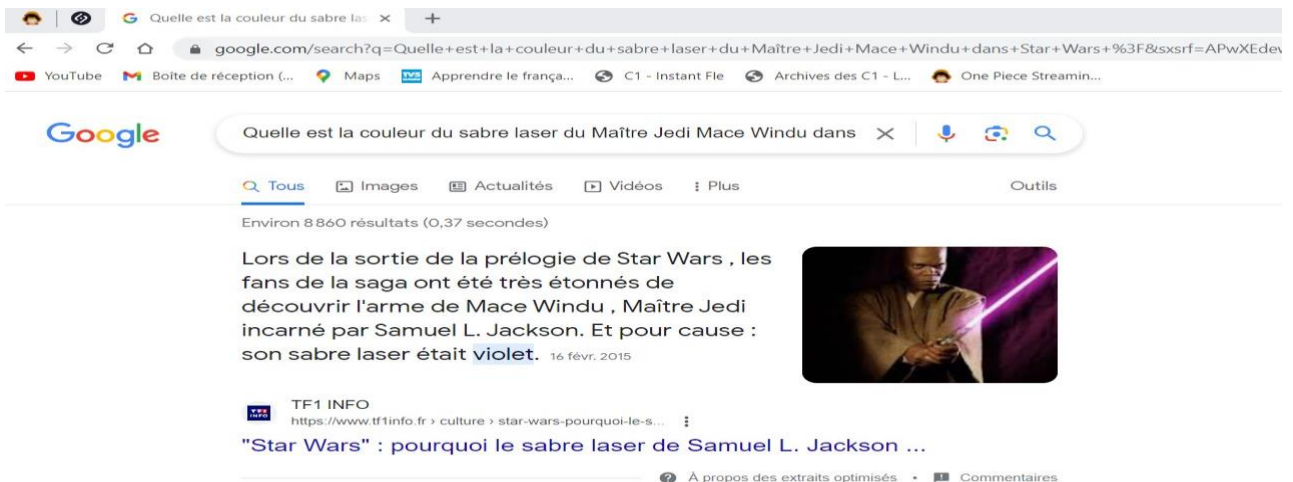 Quelle est la couleur du sabre las
google.com/search?q=Quelle+est+la+couleur+du+sabre+laser+du+Maître+Jedi+Mace+Windu+dans+Star+Wars+%3F&sxsrf=APwXEdev
YouTube Boîte de réception (... Maps Apprendre le frança... C1 - Instant Fle Archives des C1 - L... One Piece Streamin...
Google Quelle est la couleur du sabre laser du Maître Jedi Mace Windu dans
Tous Images Actualités Vidéos Plus Outils
Environ 8 860 résultats (0,37 secondes)
Lors de la sortie de la prélogie de Star Wars , les
fans de la saga ont été très étonnés de
découvrir l'arme de Mace Windu , Maître Jedi
incarné par Samuel L. Jackson. Et pour cause :
son sabre laser était violet. 16 févr. 2015
TF1 INFO
https://www.tf1info.fr › culture › star-wars-pourquoi-le-s...
"Star Wars" : pourquoi le sabre laser de Samuel L. Jackson ...
À propos des extraits optimisés • Commentaires